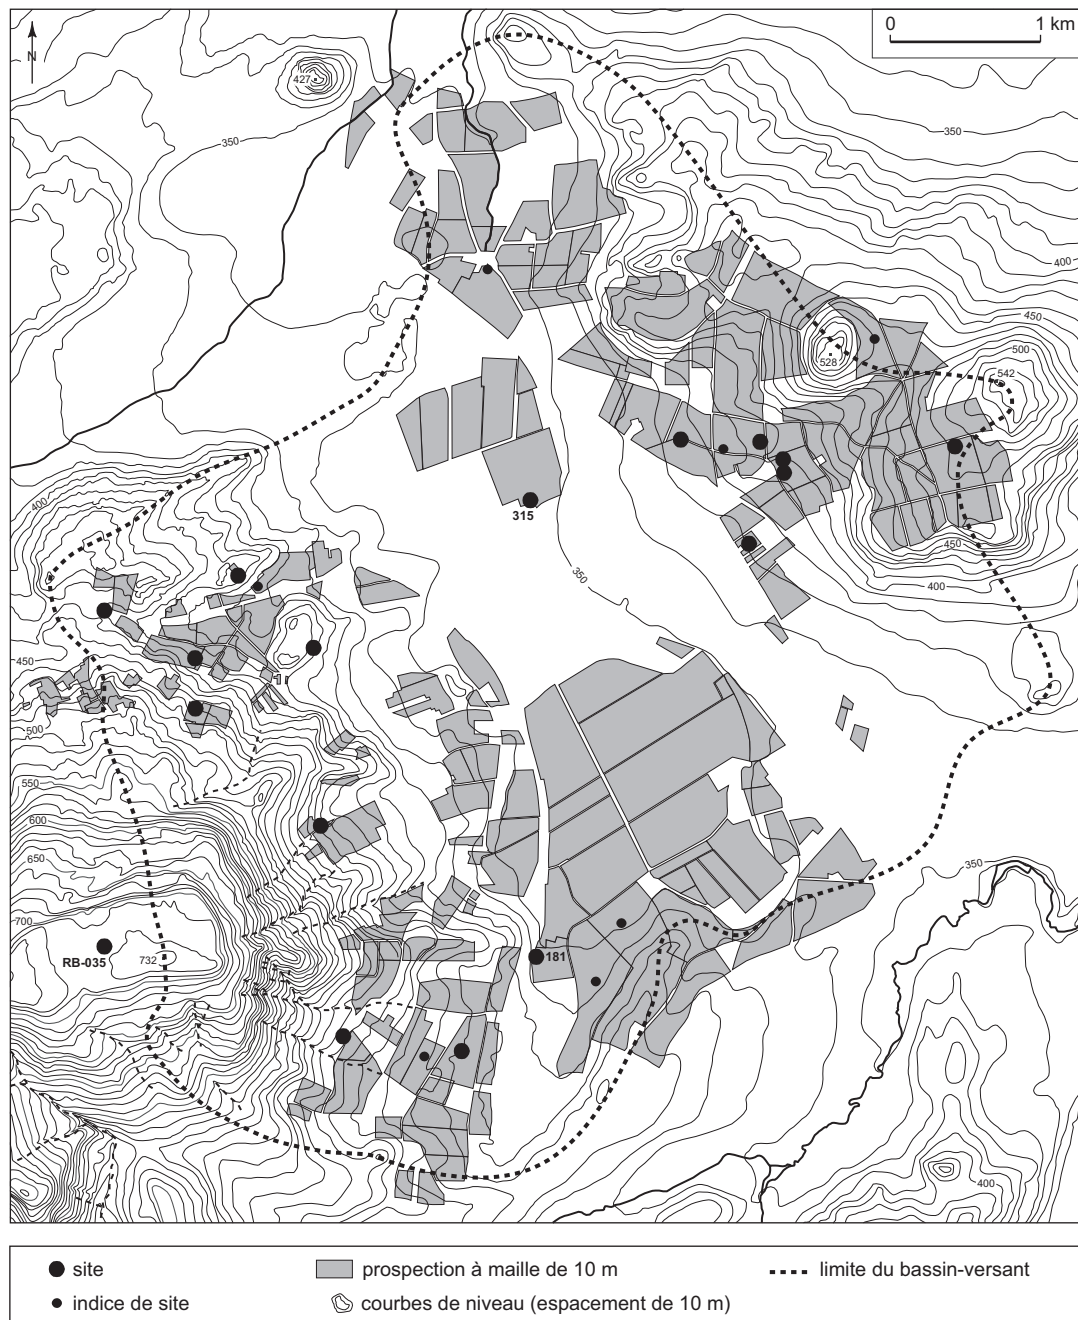 0 1 km
N
427
350
350
400
450
500
528
542
400
315
450
400
350
450
500
550
600
650
700
RB-035
732
181
350
400
site
prospection à maille de 10 m
limite du bassin-versant
indice de site
courbes de niveau (espacement de 10 m)